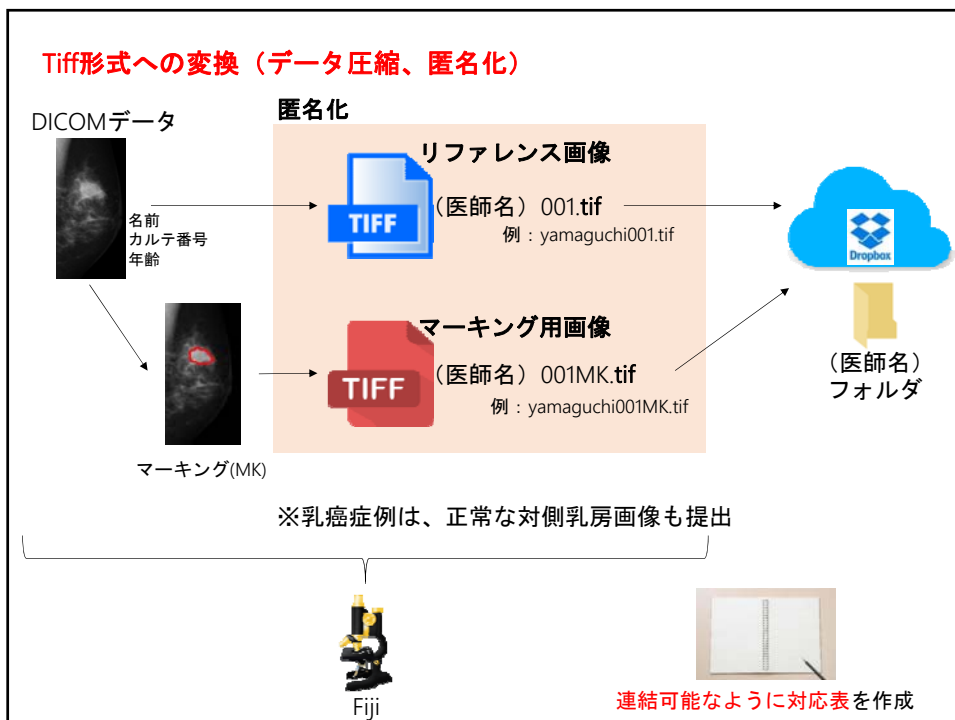 Tiff形式への変換（データ圧縮、匿名化）
匿名化
DICOMデータ
リファレンス画像
名前
カルテ番号
年齢
TIFF
（医師名）001.tif
例：yamaguchi001.tif
Dropbox
マーキング用画像
TIFF
（医師名）001MK.tif
例：yamaguchi001MK.tif
（医師名）
フォルダ
マーキング(MK)
※乳癌症例は、正常な対側乳房画像も提出
Fiji
連結可能なように対応表を作成